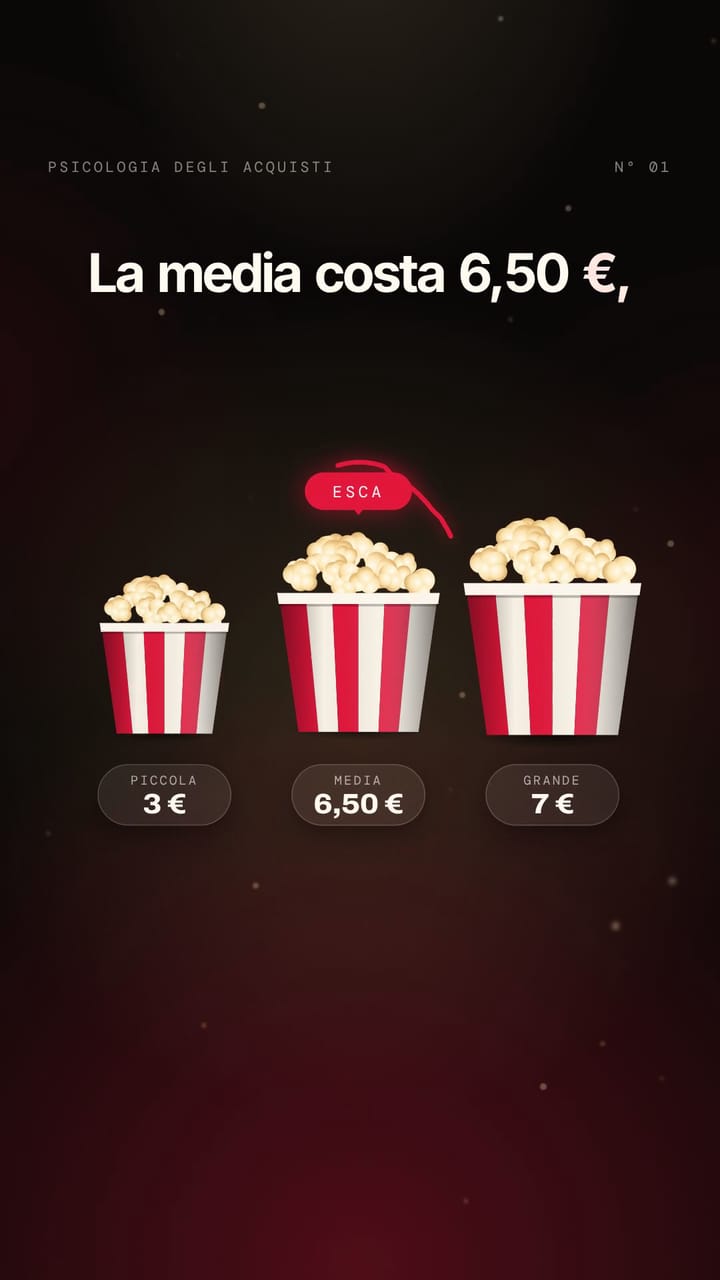 PSICOLOGIA DEGLI ACQUISTI
N° 01
La media costa 6,50 €,
ESCA
PICCOLA
3 €
MEDIA
6,50 €
GRANDE
7 €